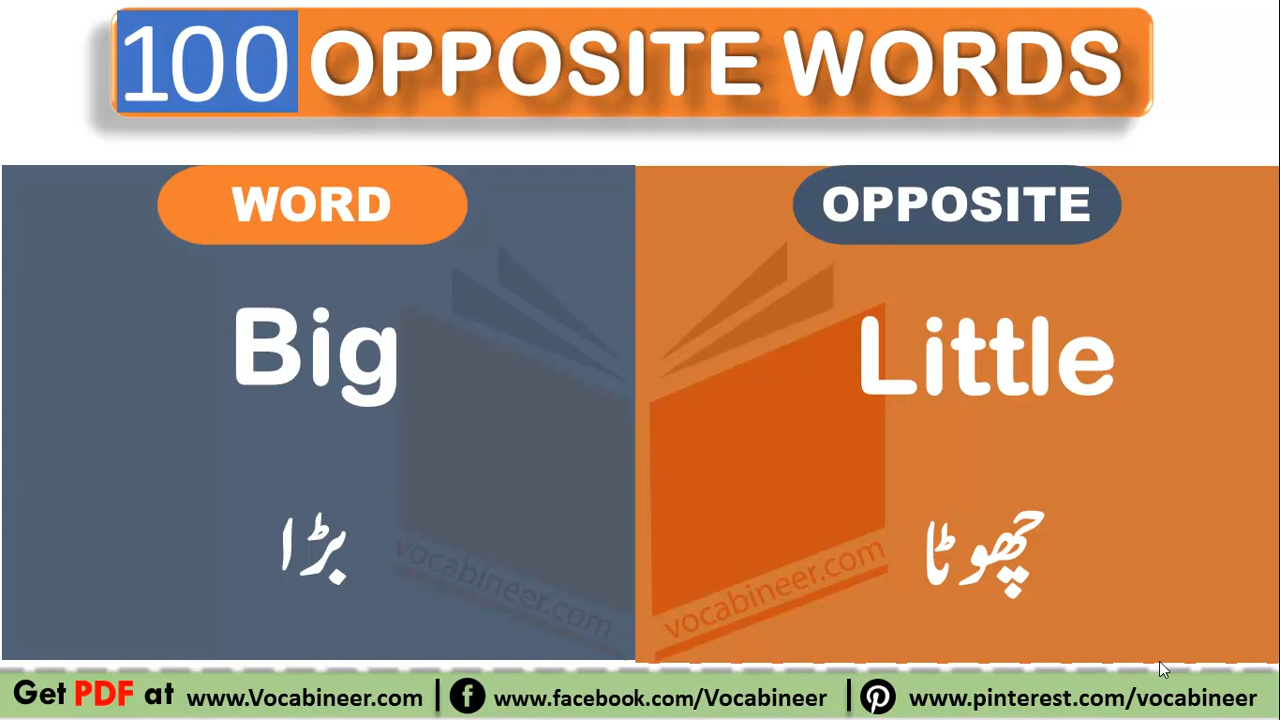 100 OPPOSITE WORDS
WORD
Big
بڑا
OPPOSITE
Little
چھوٹا
vocabineer.com
vocabineer.com
Get PDF at www.Vocabineer.com | www.facebook.com/Vocabineer | www.pinterest.com/vocabineer